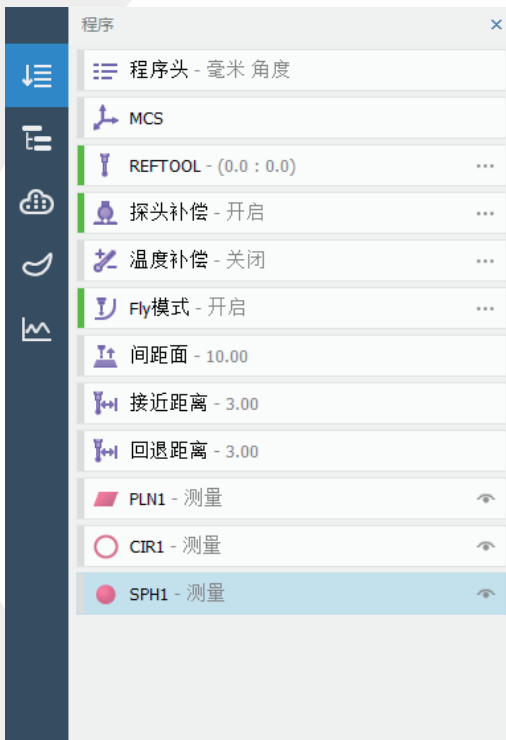 程序
程序头 - 毫米 角度
MCS
REFTOOL - (0.0 : 0.0)
探头补偿 - 开启
温度补偿 - 关闭
Fly模式 - 开启
间距面 - 10.00
接近距离 - 3.00
回退距离 - 3.00
PLN1 - 测量
CIR1 - 测量
SPH1 - 测量